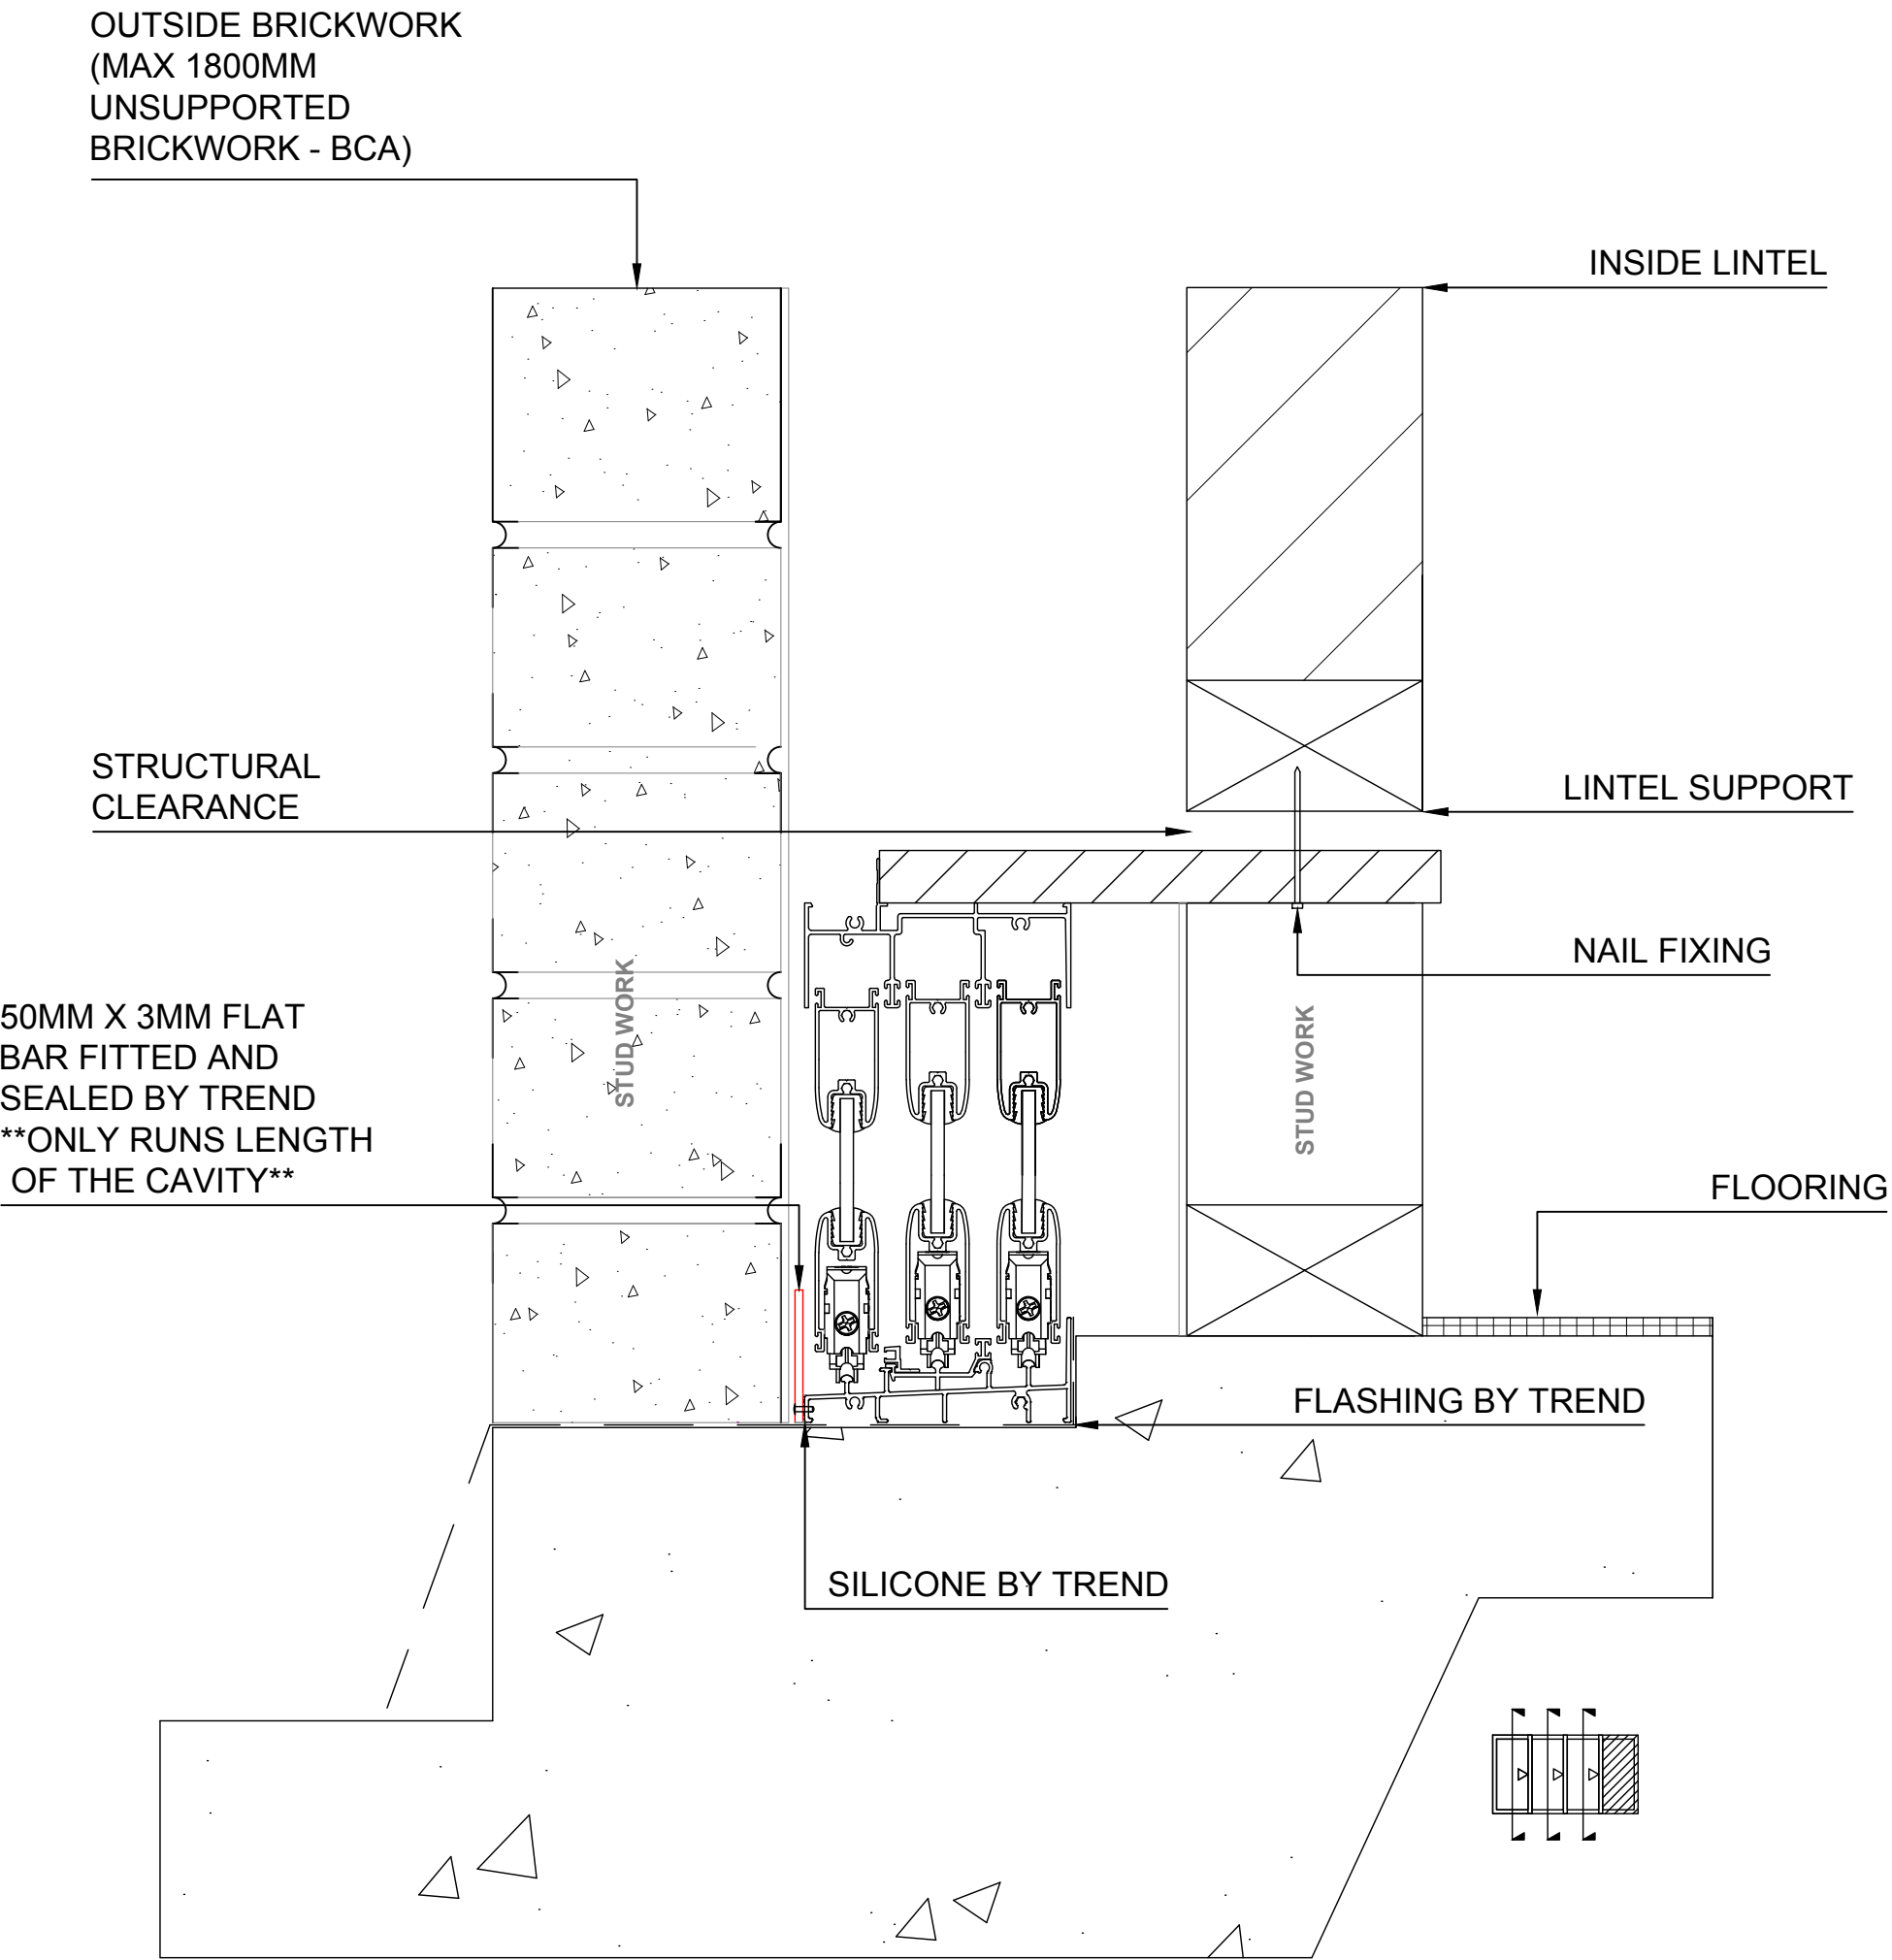 OUTSIDE BRICKWORK
(MAX 1800MM
UNSUPPORTED
BRICKWORK - BCA)
INSIDE LINTEL
STRUCTURAL
CLEARANCE
LINTEL SUPPORT
NAIL FIXING
STUD WORK
STUD WORK
50MM X 3MM FLAT
BAR FITTED AND
SEALED BY TREND
**ONLY RUNS LENGTH
OF THE CAVITY**
FLOORING
FLASHING BY TREND
SILICONE BY TREND